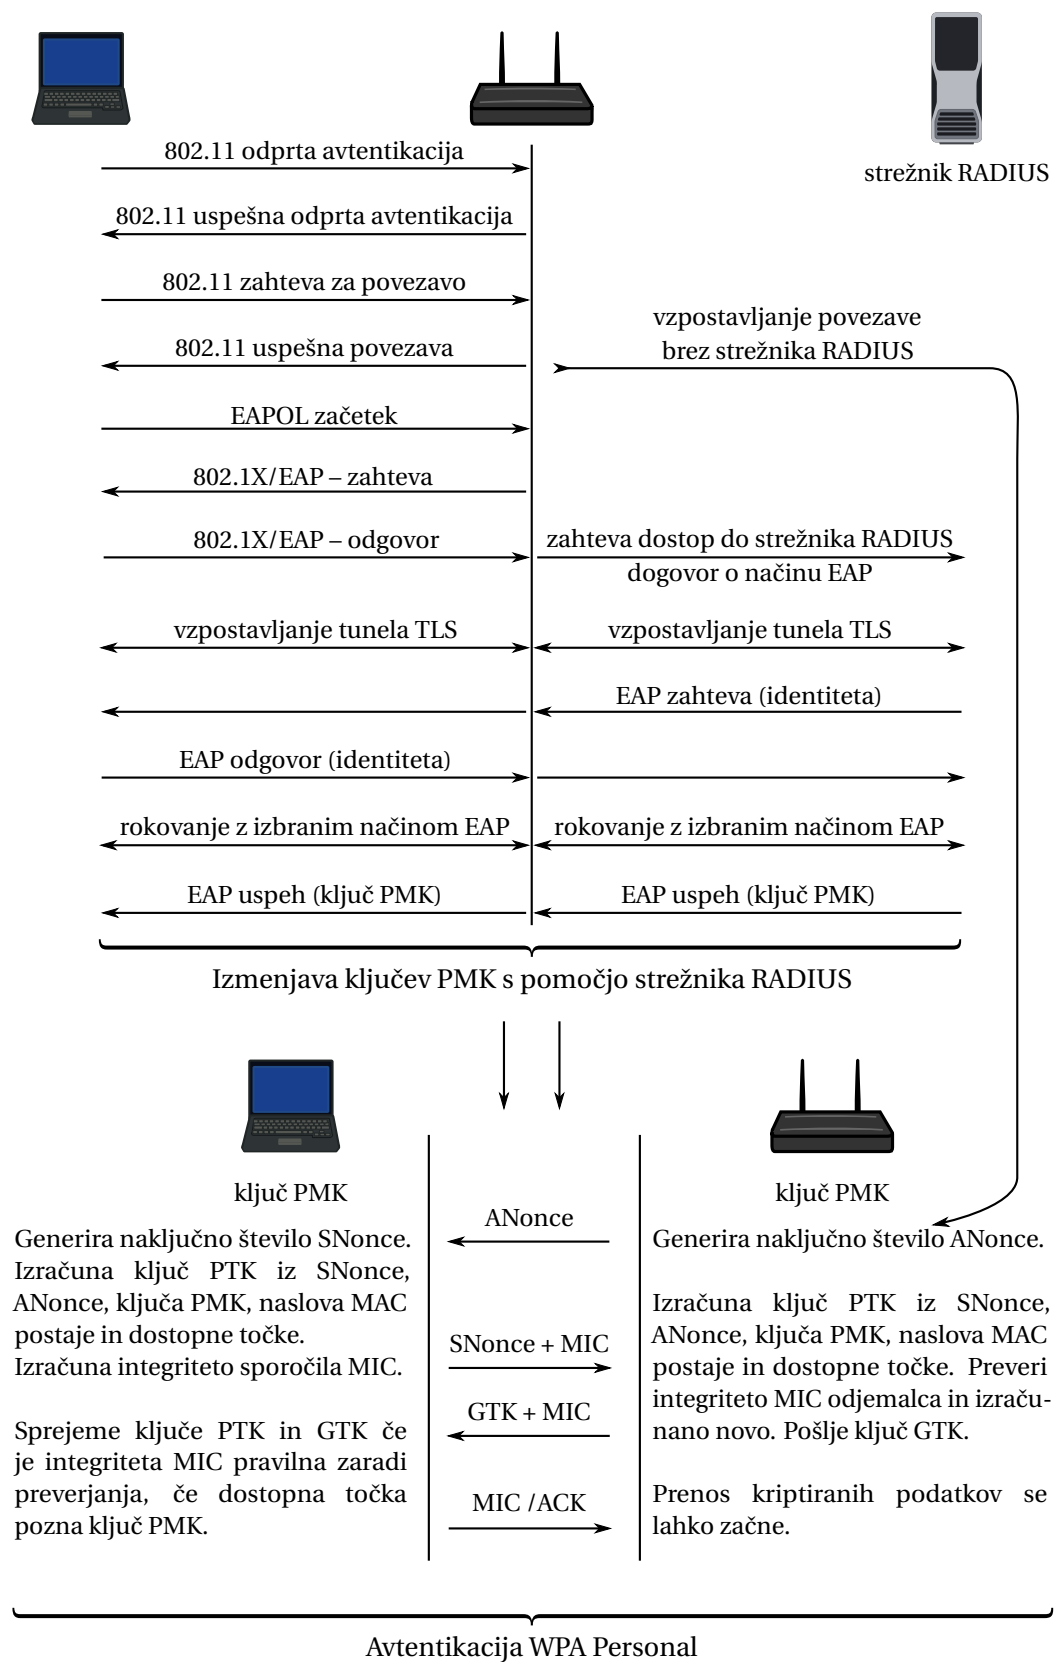 strežnik RADIUS
802.11 odprta avtentikacija
802.11 uspešna odprta avtentikacija
802.11 zahteva za povezavo
802.11 uspešna povezava
vzpostavljanje povezave
brez strežnika RADIUS
EAPOL začetek
802.1X/EAP – zahteva
802.1X/EAP – odgovor
zahteva dostop do strežnika RADIUS
dogovor o načinu EAP
vzpostavljanje tunela TLS
vzpostavljanje tunela TLS
EAP zahteva (identiteta)
EAP odgovor (identiteta)
rokovanje z izbranim načinom EAP
rokovanje z izbranim načinom EAP
EAP uspeh (ključ PMK)
EAP uspeh (ključ PMK)
Izmenjava ključev PMK s pomočjo strežnika RADIUS
ključ PMK
Generira naključno število SNonce.
Izračuna ključ PTK iz SNonce,
ANonce, ključa PMK, naslova MAC
postaje in dostopne točke.
Izračuna integriteto sporočila MIC.
Sprejeme ključe PTK in GTK če
je integriteta MIC pravilna zaradi
preverjanja, če dostopna točka
pozna ključ PMK.
ANonce
SNonce + MIC
GTK + MIC
MIC /ACK
ključ PMK
Generira naključno število ANonce.
Izračuna ključ PTK iz SNonce,
ANonce, ključa PMK, naslova MAC
postaje in dostopne točke. Preveri
integriteto MIC odjemalca in izraču-
nano novo. Pošlje ključ GTK.
Prenos kriptiranih podatkov se
lahko začne.
Avtentikacija WPA Personal